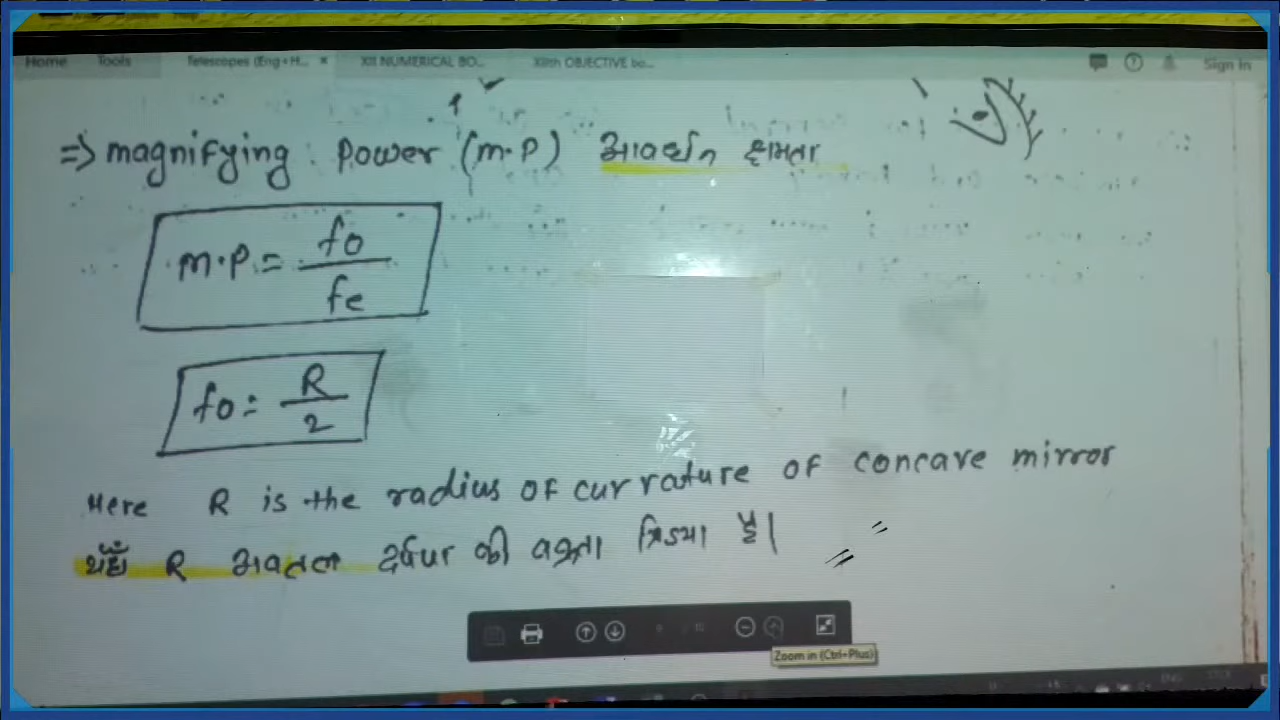 Home Tools Telescopes (Eng+H... × XII NUMERICAL BO... XIIth OBJECTIVE bo... Sign In
=> magnifying Power (m.p) आवर्धन क्षमता
m.p = fo / fe
fo = R / 2
Here R is the radius of curvature of concave mirror
यहाँ R अवतल दर्पण की वक्रता त्रिज्या है।
Zoom in (Ctrl+Plus)